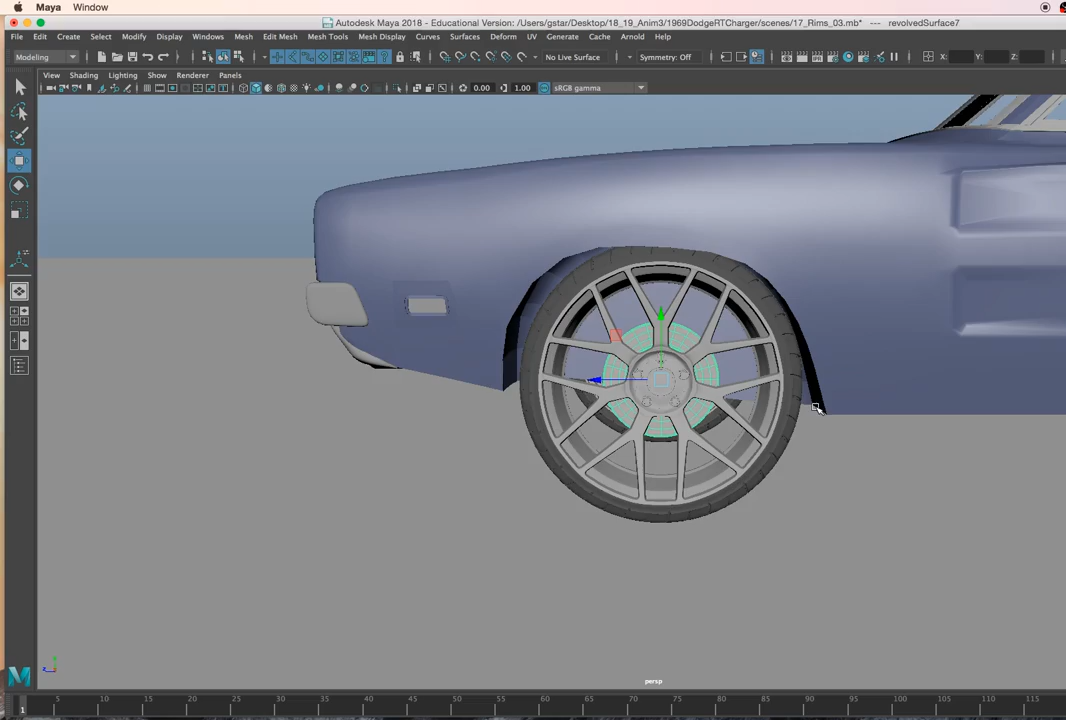 Maya Window
Autodesk Maya 2018 - Educational Version: /Users/gstar/Desktop/18_19_Anim3/1969DodgeRTCharger/scenes/17_Rims_03.mb* --- revolvedSurface7
File Edit Create Select Modify Display Windows Mesh Edit Mesh Mesh Tools Mesh Display Curves Surfaces Deform UV Generate Cache Arnold Help
Modeling No Live Surface Symmetry: Off X: Y: Z:
View Shading Lighting Show Renderer Panels
0.00 1.00 sRGB gamma
persp
5 10 15 20 25 30 35 40 45 50 55 60 65 70 75 80 85 90 95 100 105 110 115
1